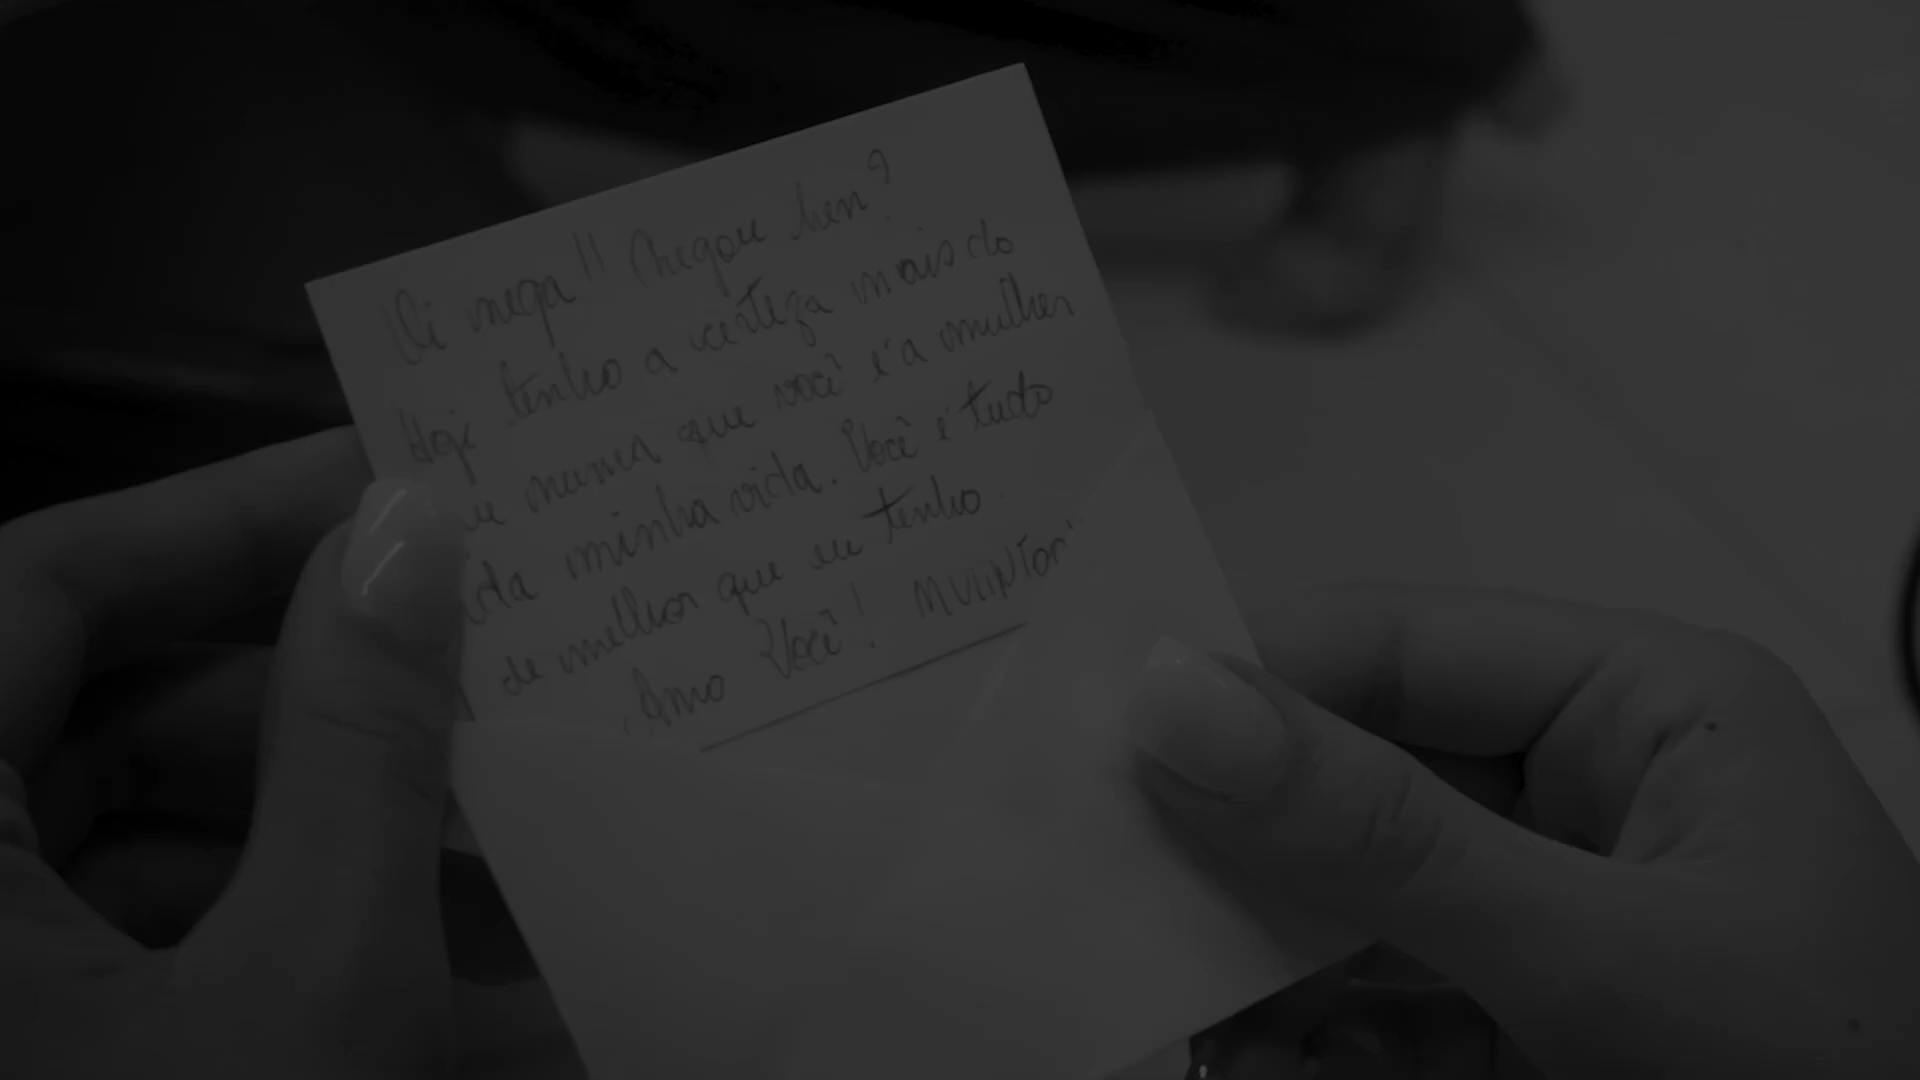 Oi nega!! Chegou bem?
Hoje tenho a certeza mais do
que nunca que você é a mulher
da minha vida. Você é tudo
de melhor que eu tenho
Amo Você!